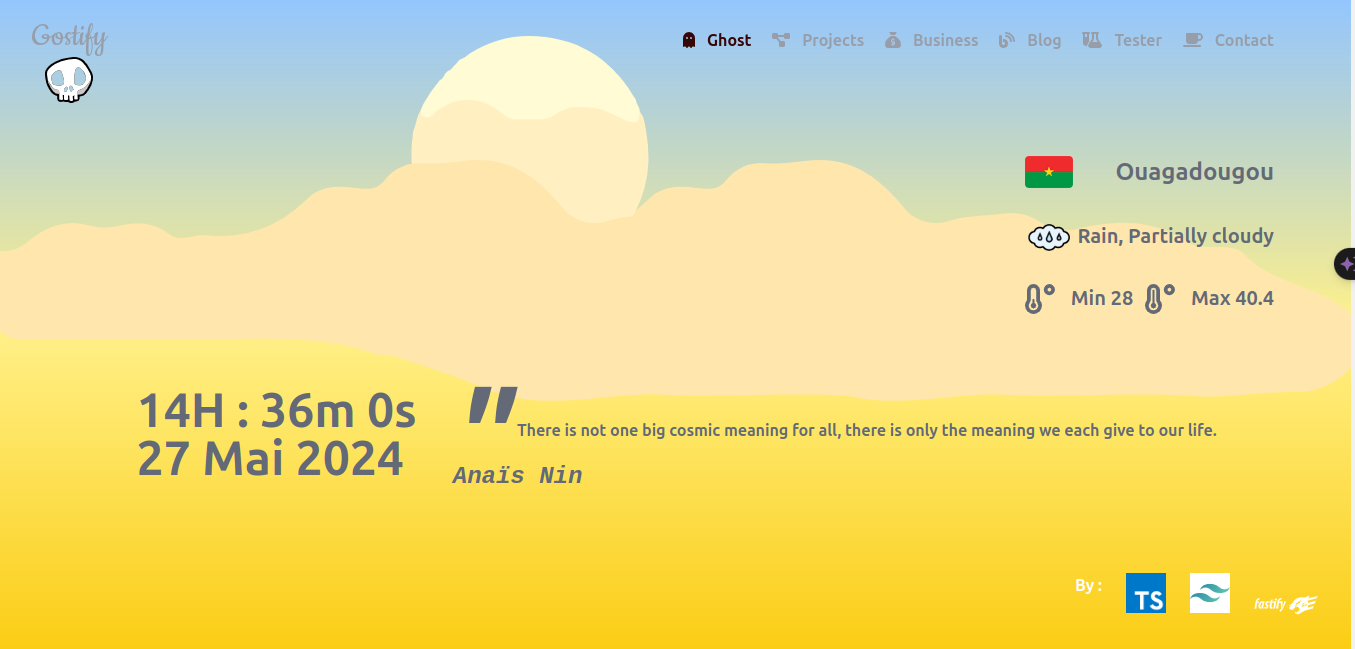 Gostify
Ghost Projects Business Blog Tester Contact
Ouagadougou
Rain, Partially cloudy
Min 28 Max 40.4
14H : 36m 0s
27 Mai 2024
" There is not one big cosmic meaning for all, there is only the meaning we each give to our life.
Anaïs Nin
By : TS fastify